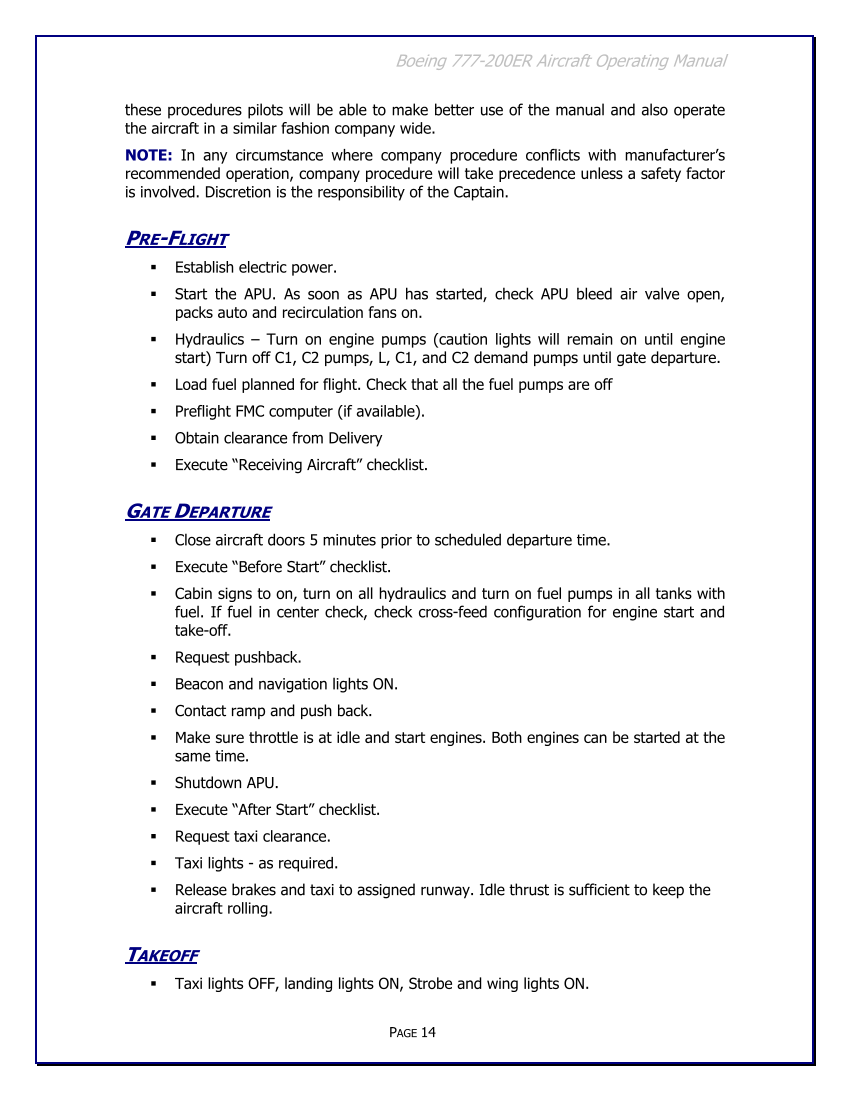 Boeing 777-200ER Aircraft Operating Manual
these procedures pilots will be able to make better use of the manual and also operate
the aircraft in a similar fashion company wide.
NOTE: In any circumstance where company procedure conflicts with manufacturer’s
recommended operation, company procedure will take precedence unless a safety factor
is involved. Discretion is the responsibility of the Captain.
PRE-FLIGHT
▪ Establish electric power.
▪ Start the APU. As soon as APU has started, check APU bleed air valve open,
packs auto and recirculation fans on.
▪ Hydraulics – Turn on engine pumps (caution lights will remain on until engine
start) Turn off C1, C2 pumps, L, C1, and C2 demand pumps until gate departure.
▪ Load fuel planned for flight. Check that all the fuel pumps are off
▪ Preflight FMC computer (if available).
▪ Obtain clearance from Delivery
▪ Execute “Receiving Aircraft” checklist.
GATE DEPARTURE
▪ Close aircraft doors 5 minutes prior to scheduled departure time.
▪ Execute “Before Start” checklist.
▪ Cabin signs to on, turn on all hydraulics and turn on fuel pumps in all tanks with
fuel. If fuel in center check, check cross-feed configuration for engine start and
take-off.
▪ Request pushback.
▪ Beacon and navigation lights ON.
▪ Contact ramp and push back.
▪ Make sure throttle is at idle and start engines. Both engines can be started at the
same time.
▪ Shutdown APU.
▪ Execute “After Start” checklist.
▪ Request taxi clearance.
▪ Taxi lights - as required.
▪ Release brakes and taxi to assigned runway. Idle thrust is sufficient to keep the
aircraft rolling.
TAKEOFF
▪ Taxi lights OFF, landing lights ON, Strobe and wing lights ON.
PAGE 14